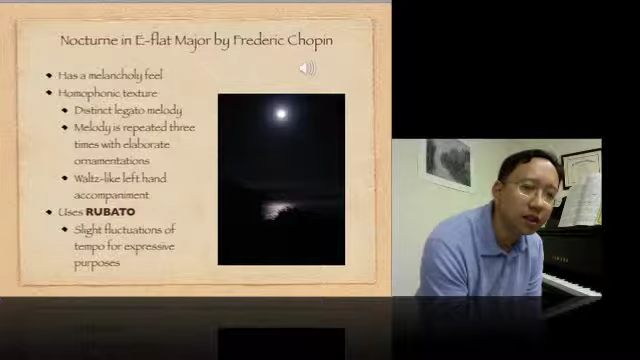 Nocturne in E-flat Major by Frederic Chopin
Has a melancholy feel
Homophonic texture
Distinct legato melody
Melody is repeated three
times with elaborate
ornamentations
Waltz-like left hand
accompaniment
Uses RUBATO
Slight fluctuations of
tempo for expressive
purposes
YAMAHA